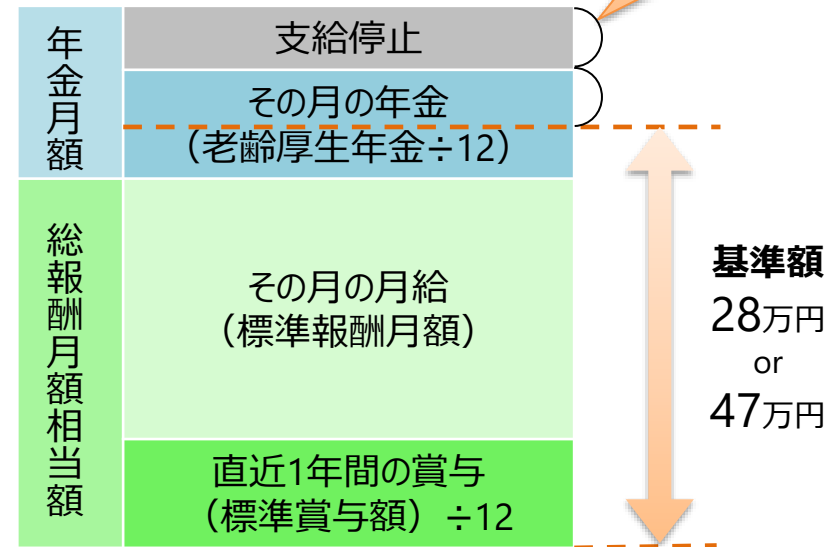 年金月額
支給停止
その月の年金
（老齢厚生年金÷12）
総報酬月額相当額
その月の月給
（標準報酬月額）
直近1年間の賞与
（標準賞与額）÷12
基準額
28万円
or
47万円